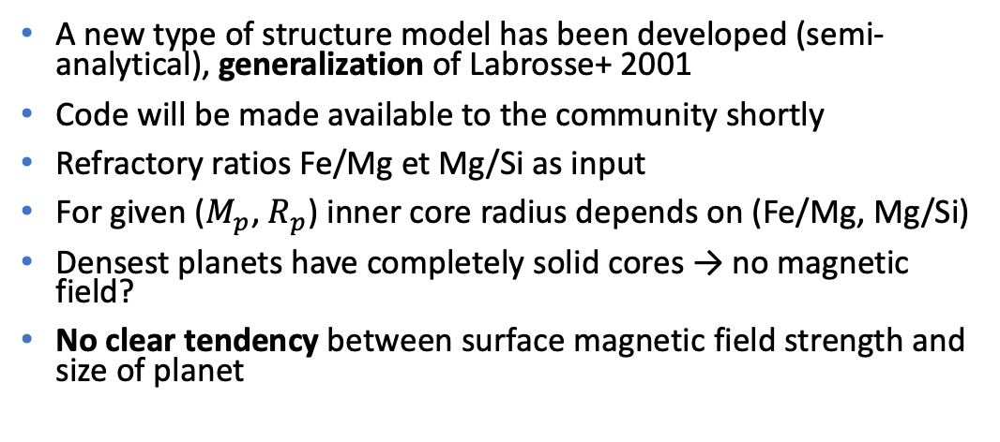 • A new type of structure model has been developed (semi-
analytical), generalization of Labrosse+ 2001
• Code will be made available to the community shortly
• Refractory ratios Fe/Mg et Mg/Si as input
• For given (Mp, Rp) inner core radius depends on (Fe/Mg, Mg/Si)
• Densest planets have completely solid cores → no magnetic
field?
• No clear tendency between surface magnetic field strength and
size of planet